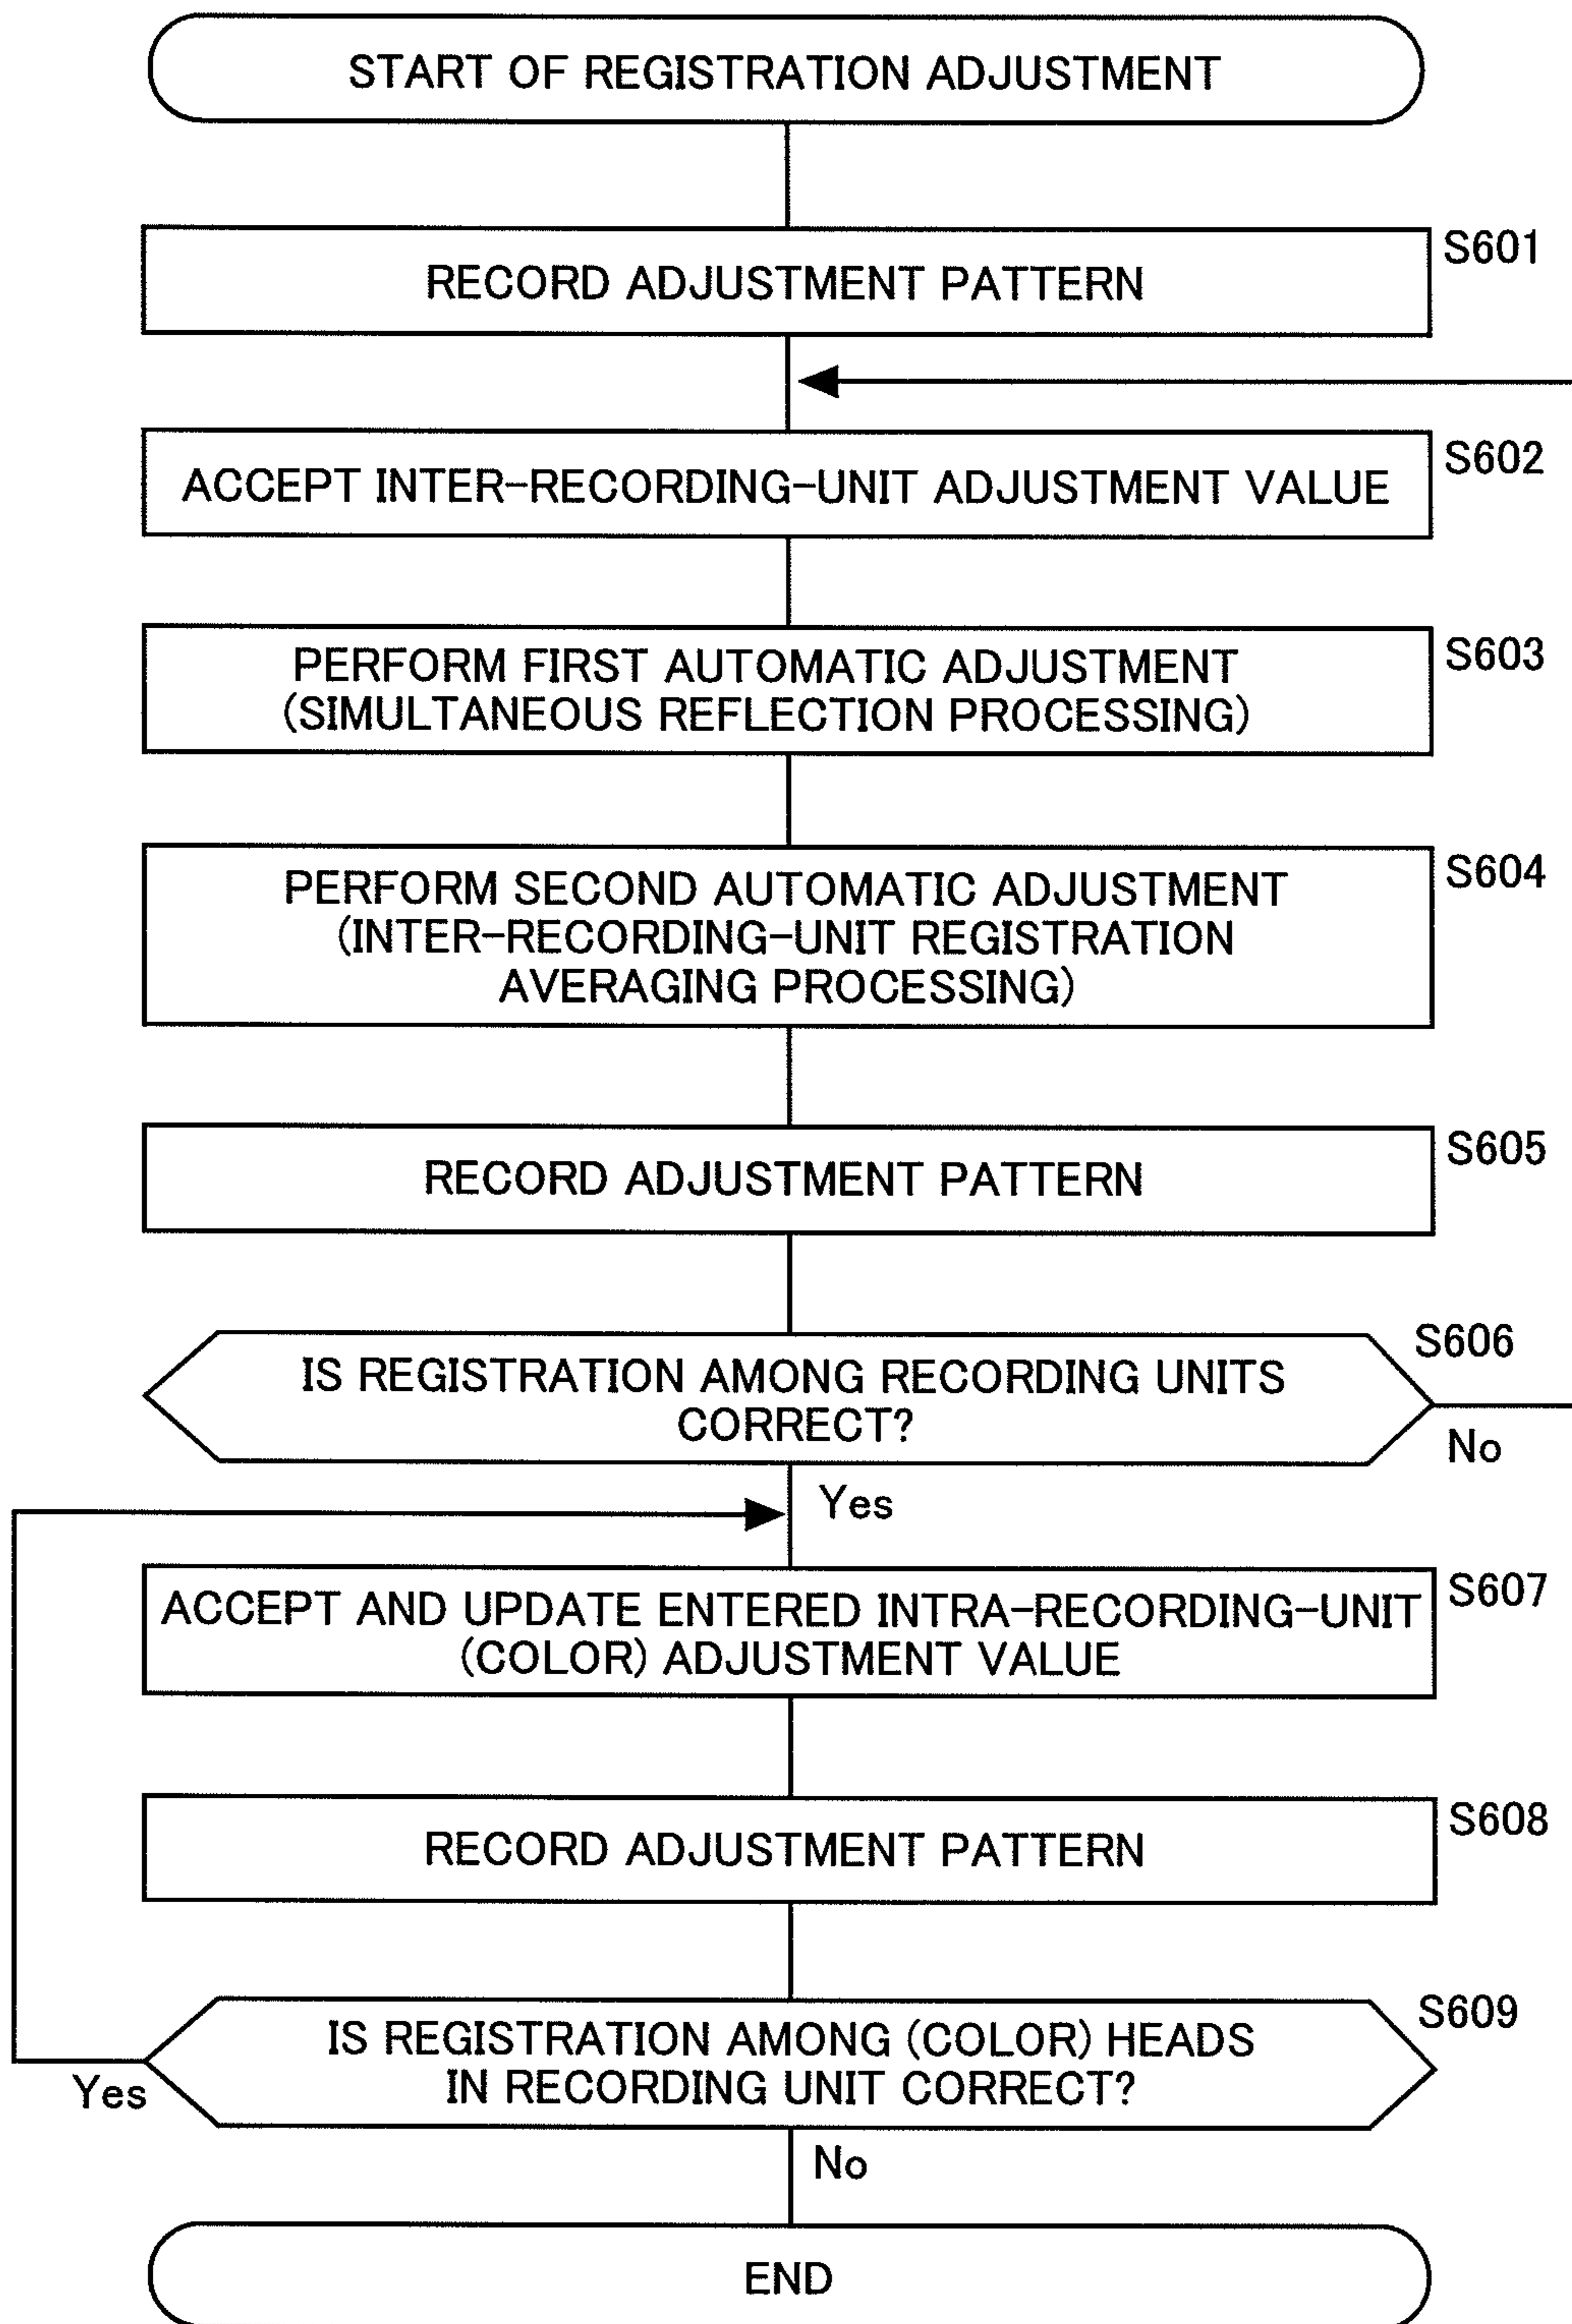 START OF REGISTRATION ADJUSTMENT
S601
RECORD ADJUSTMENT PATTERN
S602
ACCEPT INTER-RECORDING-UNIT ADJUSTMENT VALUE
S603
PERFORM FIRST AUTOMATIC ADJUSTMENT
(SIMULTANEOUS REFLECTION PROCESSING)
S604
PERFORM SECOND AUTOMATIC ADJUSTMENT
(INTER-RECORDING-UNIT REGISTRATION
AVERAGING PROCESSING)
S605
RECORD ADJUSTMENT PATTERN
S606
IS REGISTRATION AMONG RECORDING UNITS
CORRECT?
No
Yes
S607
ACCEPT AND UPDATE ENTERED INTRA-RECORDING-UNIT
(COLOR) ADJUSTMENT VALUE
S608
RECORD ADJUSTMENT PATTERN
S609
IS REGISTRATION AMONG (COLOR) HEADS
IN RECORDING UNIT CORRECT?
Yes
No
END